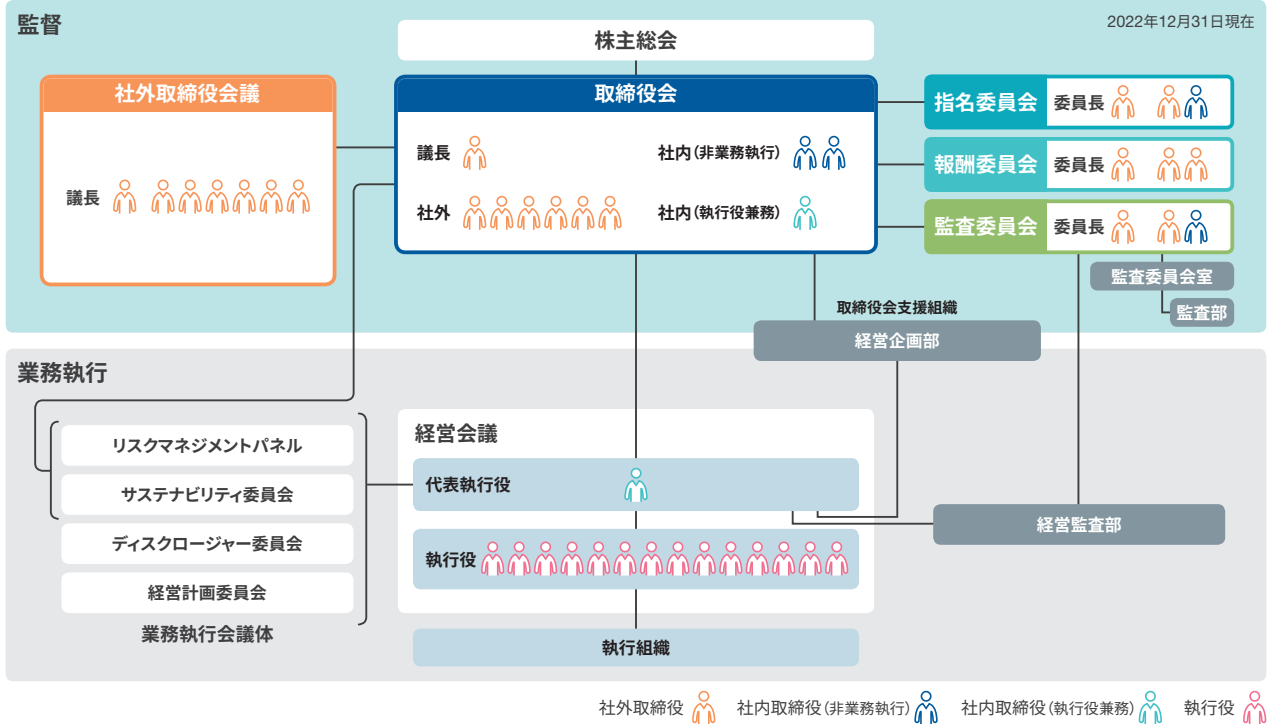 監督
2022年12月31日現在
株主総会
社外取締役会議
議長
取締役会
議長
社内(非業務執行)
社外
社内(執行役兼務)
指名委員会 委員長
報酬委員会 委員長
監査委員会 委員長
監査委員会室
監査部
取締役会支援組織
経営企画部
業務執行
リスクマネジメントパネル
サステナビリティ委員会
ディスクロージャー委員会
経営計画委員会
業務執行会議体
経営会議
代表執行役
執行役
執行組織
経営監査部
社外取締役 社内取締役(非業務執行) 社内取締役(執行役兼務) 執行役